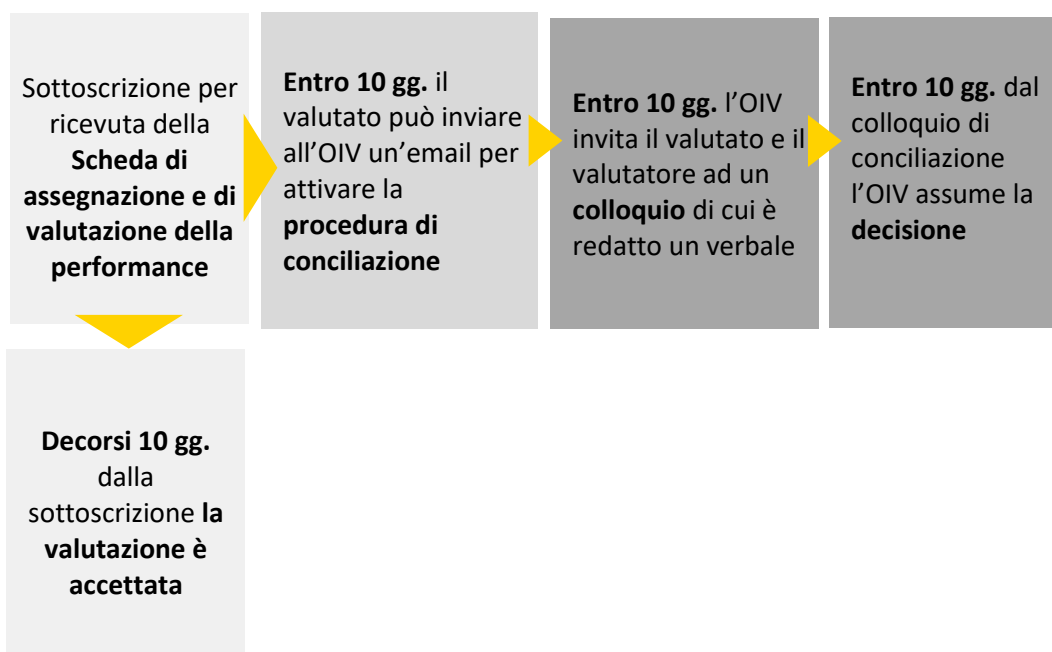 Sottoscrizione per
ricevuta della
Scheda di
assegnazione e di
valutazione della
performance
Entro 10 gg. il
valutato può inviare
all’OIV un’email per
attivare la
procedura di
conciliazione
Entro 10 gg. l’OIV
invita il valutato e il
valutatore ad un
colloquio di cui è
redatto un verbale
Entro 10 gg. dal
colloquio di
conciliazione
l’OIV assume la
decisione
Decorsi 10 gg.
dalla
sottoscrizione la
valutazione è
accettata